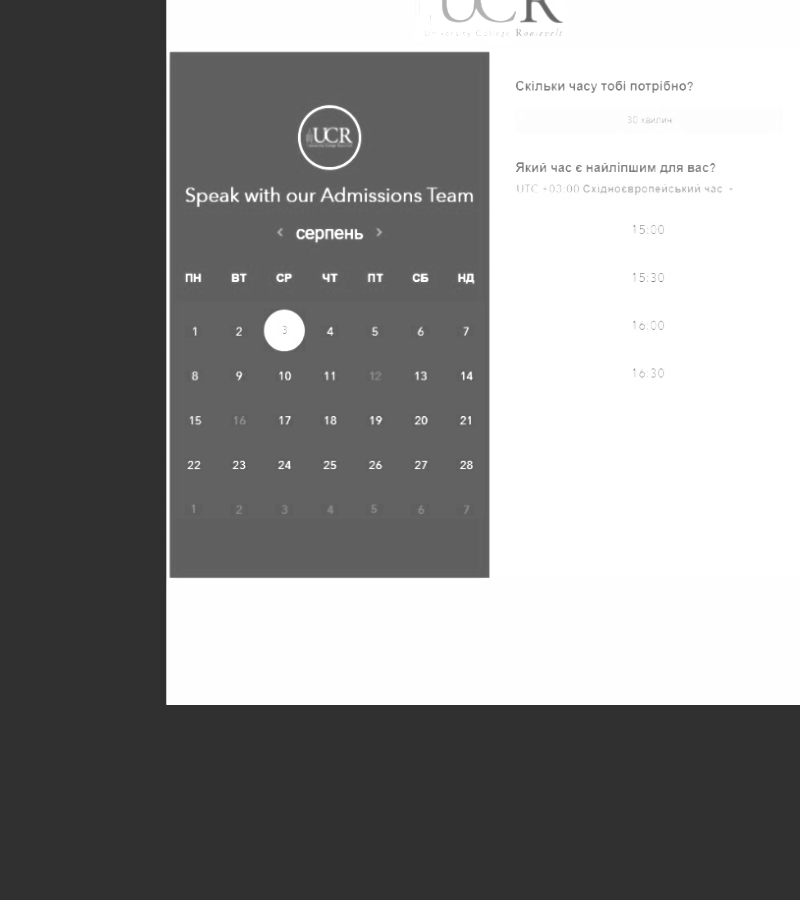 UCR
University College Roosevelt
UCR
Speak with our Admissions Team
< серпень >
ПН ВТ СР ЧТ ПТ СБ НД
1 2 3 4 5 6 7
8 9 10 11 12 13 14
15 16 17 18 19 20 21
22 23 24 25 26 27 28
1 2 3 4 5 6 7
Скільки часу тобі потрібно?
30 хвилин
Який час є найліпшим для вас?
UTC +03:00 Східноєвропейський час
15:00
15:30
16:00
16:30